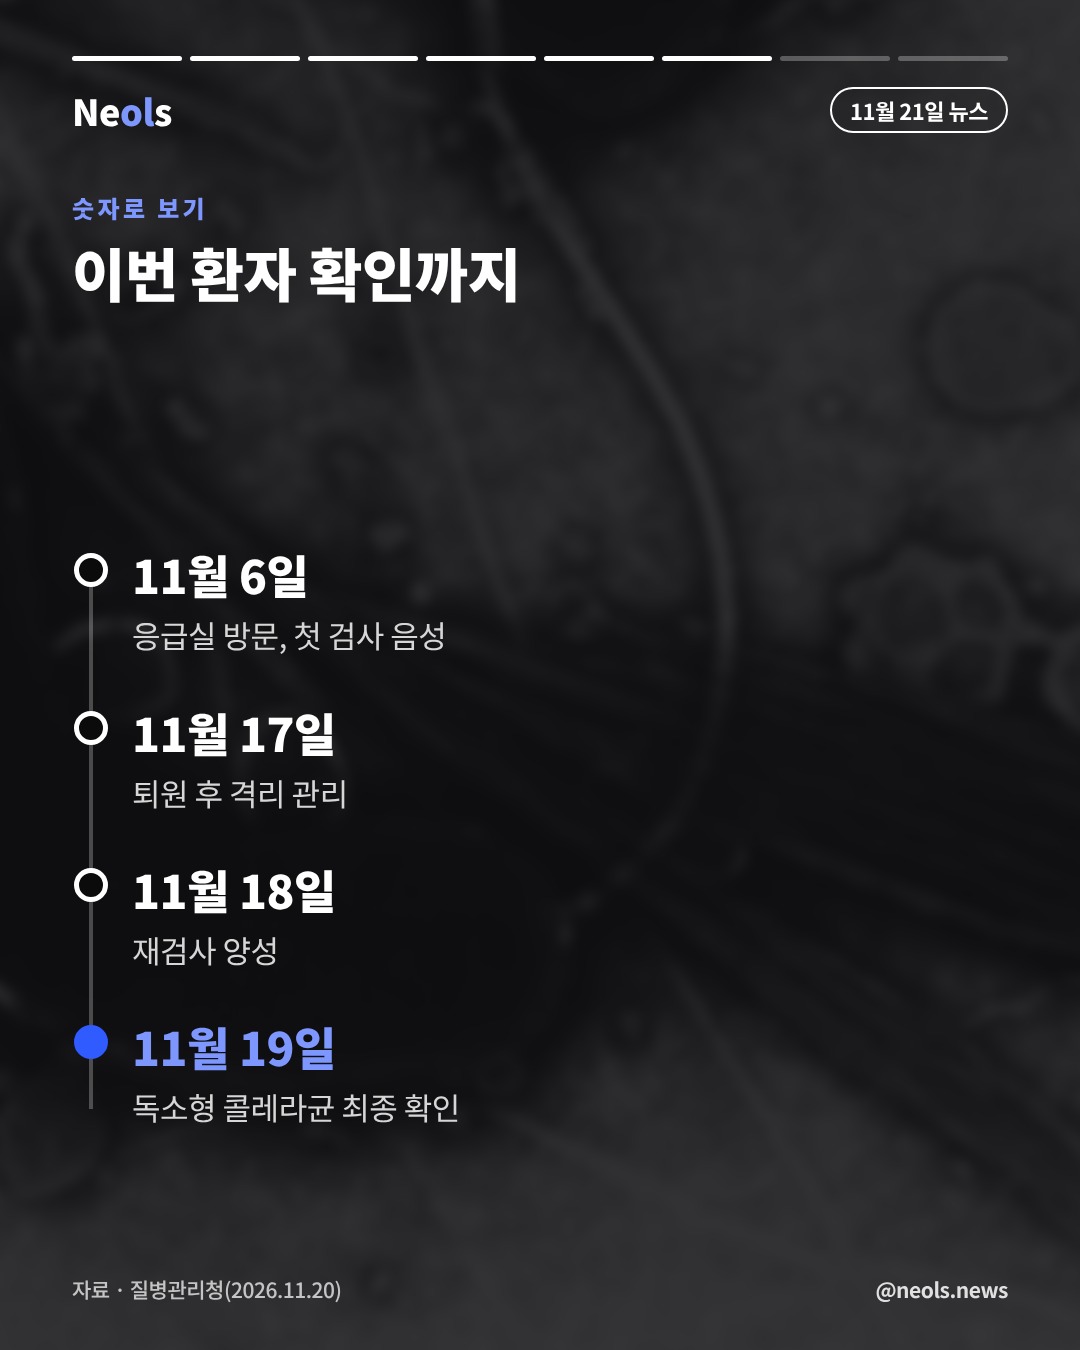 Neols
11월 21일 뉴스
숫자로 보기
이번 환자 확인까지
11월 6일
응급실 방문, 첫 검사 음성
11월 17일
퇴원 후 격리 관리
11월 18일
재검사 양성
11월 19일
독소형 콜레라균 최종 확인
자료 · 질병관리청(2026.11.20)
@neols.news